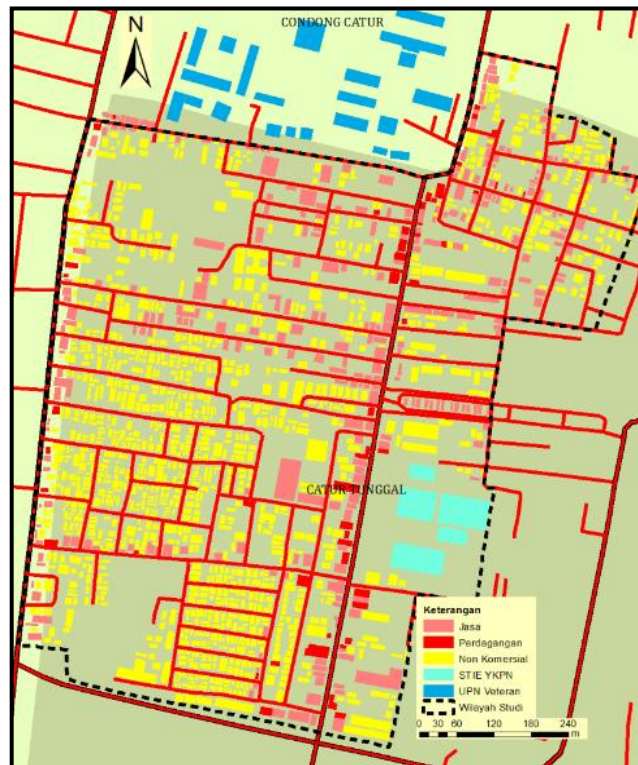 CONDONG CATUR
N
CATUR TUNGGAL
Keterangan
Jasa
Perdagangan
Non Komersial
STIE YKPN
UPN Veteran
Wilayah Studi
0 30 60 120 180 240
m